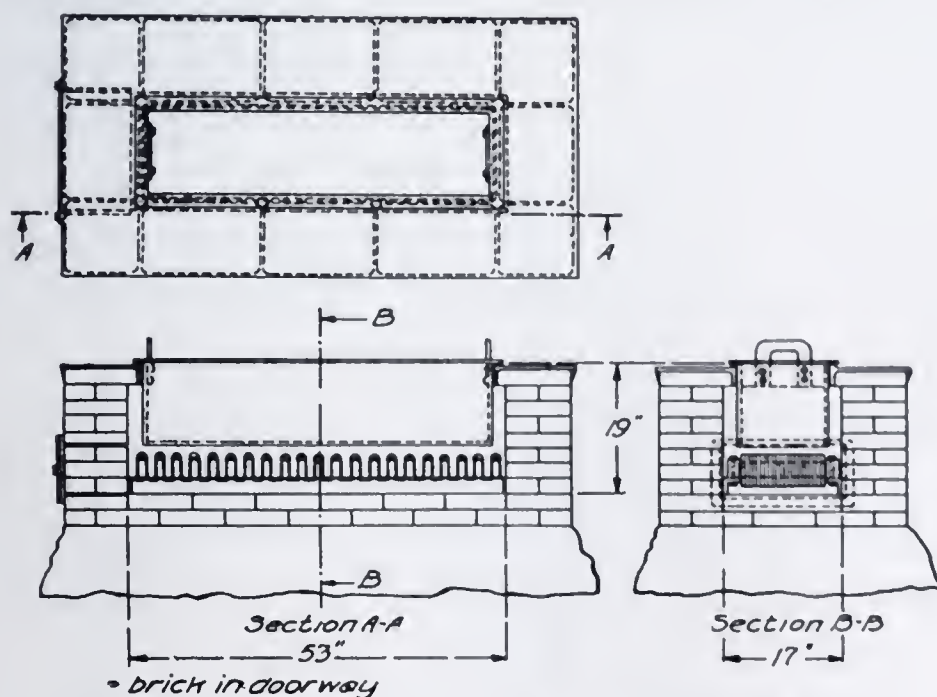 A
A
B
19"
B
Section A-A
53"
Section B-B
17"
- brick in doorway